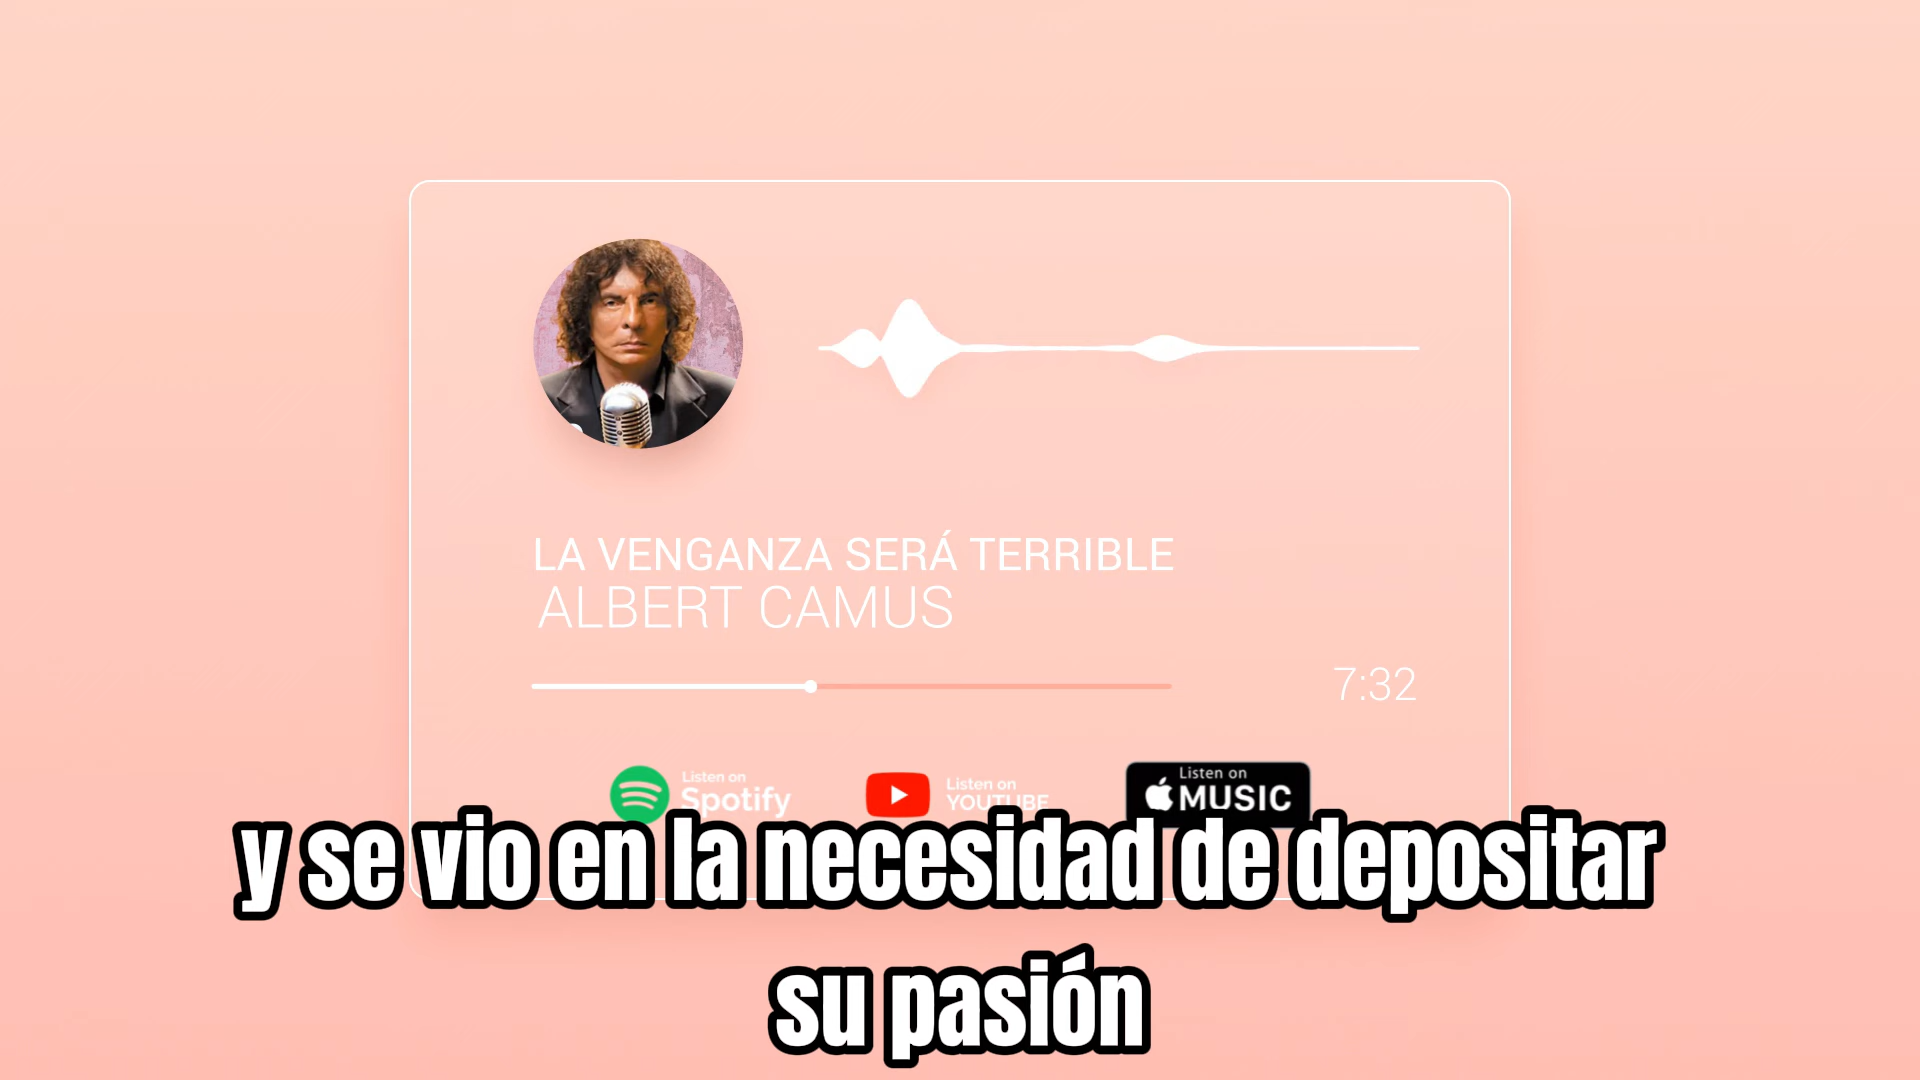 LA VENGANZA SERÁ TERRIBLE
ALBERT CAMUS
7:32
Listen on
Spotify
Listen on
YOUTUBE
Listen on
MUSIC
y se vio en la necesidad de depositar
su pasión